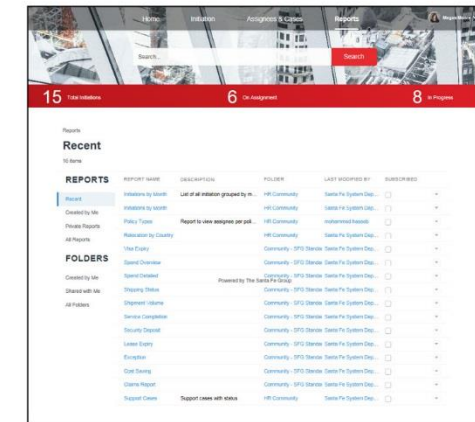 Home Initiation Assignees & Cases Reports
Search... Search
15 Total Initiations 6 On Assignment 8 In Progress
Reports
Recent
REPORTS
Recent
Created by Me
Private Reports
All Reports
FOLDERS
Created by Me
Shared with Me
All Folders
REPORT NAME DESCRIPTION FOLDER LAST MODIFIED BY SUBSCRIBED
Initiations by Month List of all initiation grouped by m... HR Community Santa Fe System Dep...
Initiations by Month HR Community Santa Fe System Dep...
Policy Types Report to view assignes per poli... HR Community
Relocation by Country HR Community Santa Fe System Dep...
Visa Expiry Community - SFG Standar Santa Fe System Dep...
Spend Overview Community - SFG Standar Santa Fe System Dep...
Spend Detailed Community - SFG Standar Santa Fe System Dep...
Powered by The Santa Fe Group
Shipping Status Community - SFG Standar Santa Fe System Dep...
Shipment Volume Community - SFG Standar Santa Fe System Dep...
Service Completion Community - SFG Standar Santa Fe System Dep...
Security Deposit Community - SFG Standar Santa Fe System Dep...
Lease Expiry Community - SFG Standar Santa Fe System Dep...
Exception Community - SFG Standar Santa Fe System Dep...
Cost Saving Community - SFG Standar Santa Fe System Dep...
Claims Report Community - SFG Standar Santa Fe System Dep...
Support Cases Support cases with status HR Community Santa Fe System Dep...